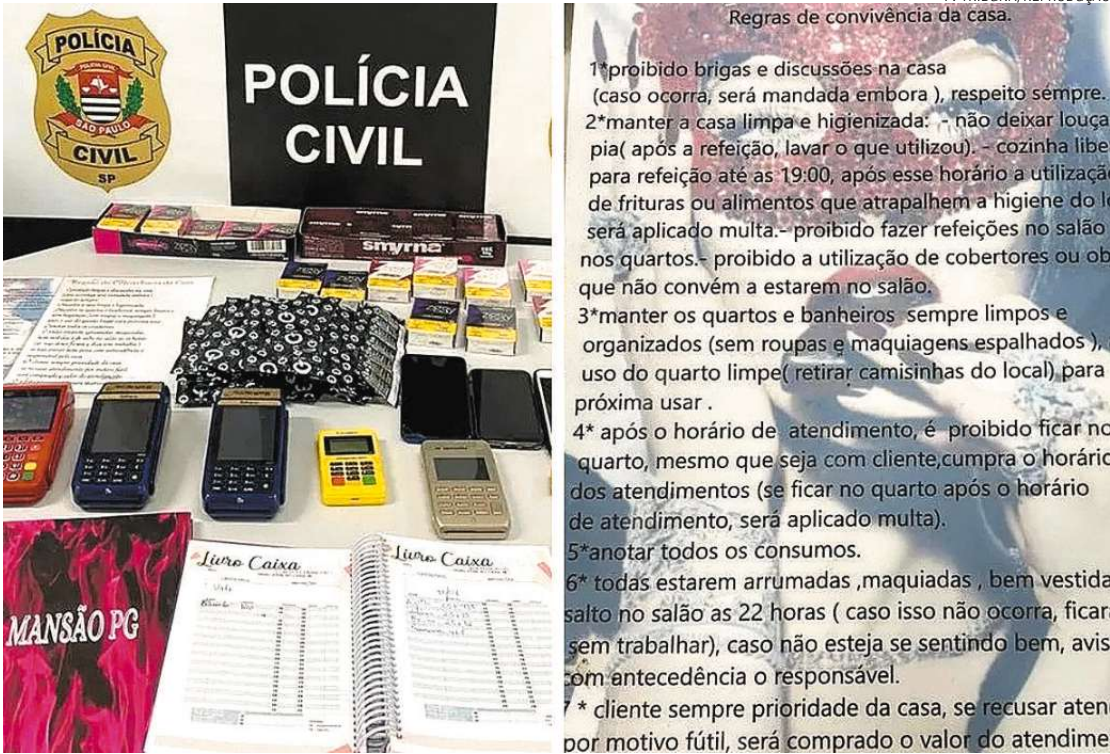 POLÍCIA
CIVIL
SÃO PAULO
CIVIL
SP
POLÍCIA
CIVIL
smyrna
Regras de Convivência da Casa
MANSÃO PG
Livro Caixa
Livro Caixa
Regras de convivência da casa.
1*proibido brigas e discussões na casa
(caso ocorra, será mandada embora ), respeito sempre.
2*manter a casa limpa e higienizada: - não deixar louça
pia( após a refeição, lavar o que utilizou). - cozinha libe
para refeição até as 19:00, após esse horário a utilização
de frituras ou alimentos que atrapalhem a higiene do lo
será aplicado multa.- proibido fazer refeições no salão
nos quartos.- proibido a utilização de cobertores ou ob
que não convém a estarem no salão.
3*manter os quartos e banheiros sempre limpos e
organizados (sem roupas e maquiagens espalhados ),
uso do quarto limpe( retirar camisinhas do local) para
próxima usar .
4* após o horário de atendimento, é proibido ficar no
quarto, mesmo que seja com cliente,cumpra o horário
dos atendimentos (se ficar no quarto após o horário
de atendimento, será aplicado multa).
5*anotar todos os consumos.
6* todas estarem arrumadas ,maquiadas , bem vestida
salto no salão as 22 horas ( caso isso não ocorra, ficar
sem trabalhar), caso não esteja se sentindo bem, avis
com antecedência o responsável.
7 * cliente sempre prioridade da casa, se recusar aten
por motivo fútil, será comprado o valor do atendime